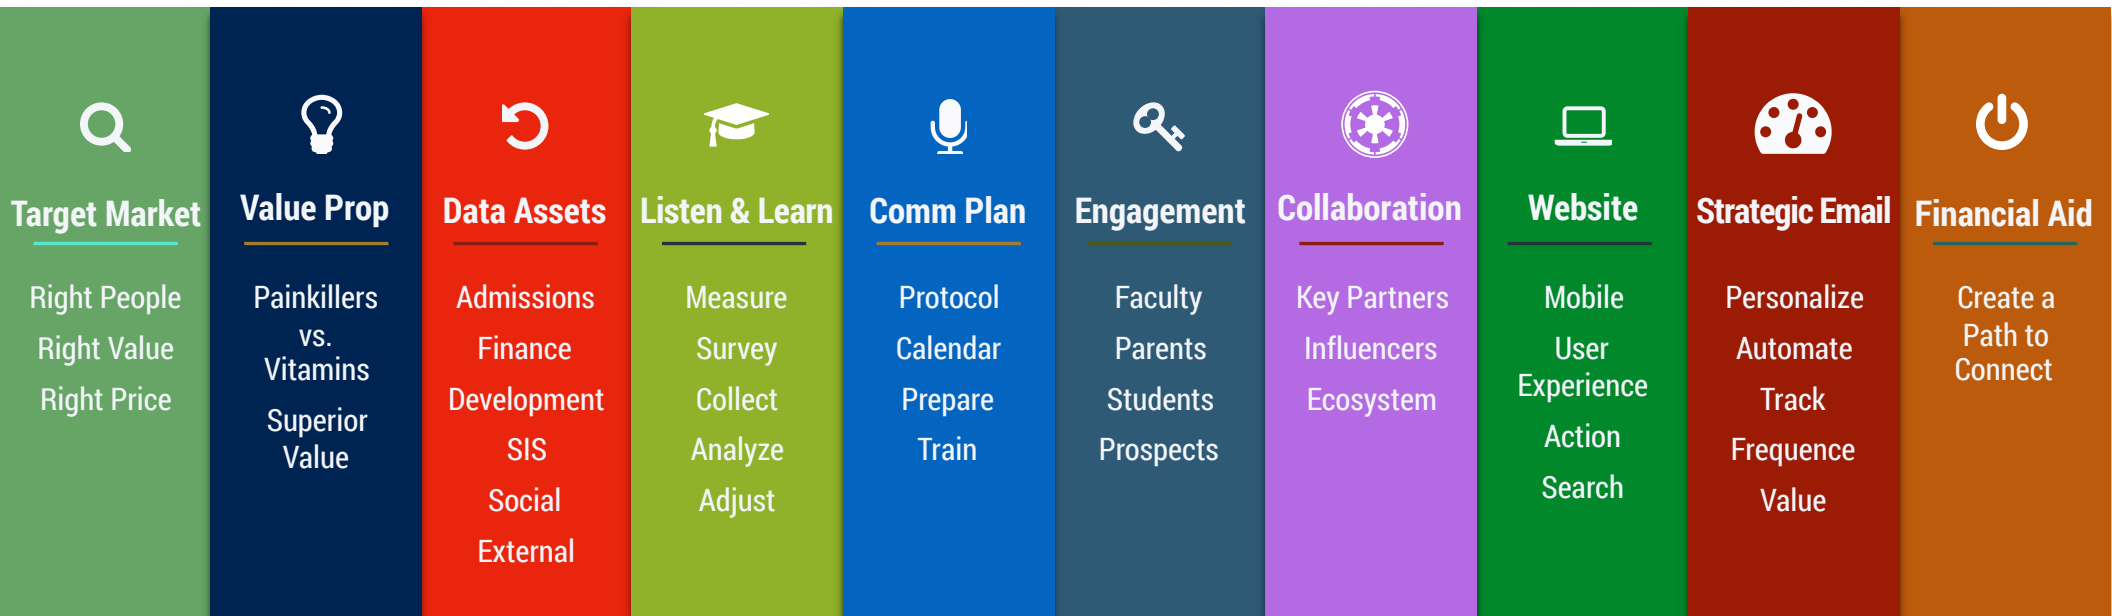 Target Market
Right People
Right Value
Right Price
Value Prop
Painkillers
vs.
Vitamins
Superior
Value
Data Assets
Admissions
Finance
Development
SIS
Social
External
Listen & Learn
Measure
Survey
Collect
Analyze
Adjust
Comm Plan
Protocol
Calendar
Prepare
Train
Engagement
Faculty
Parents
Students
Prospects
Collaboration
Key Partners
Influencers
Ecosystem
Website
Mobile
User
Experience
Action
Search
Strategic Email
Personalize
Automate
Track
Frequence
Value
Financial Aid
Create a
Path to
Connect